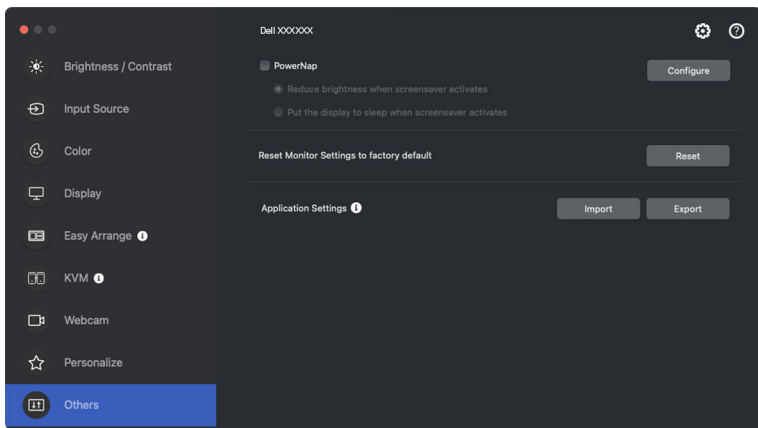 Dell XXXXXX
Brightness / Contrast
Input Source
Color
Display
Easy Arrange
KVM
Webcam
Personalize
Others
PowerNap
Configure
Reduce brightness when screensaver activates
Put the display to sleep when screensaver activates
Reset Monitor Settings to factory default
Reset
Application Settings
Import
Export